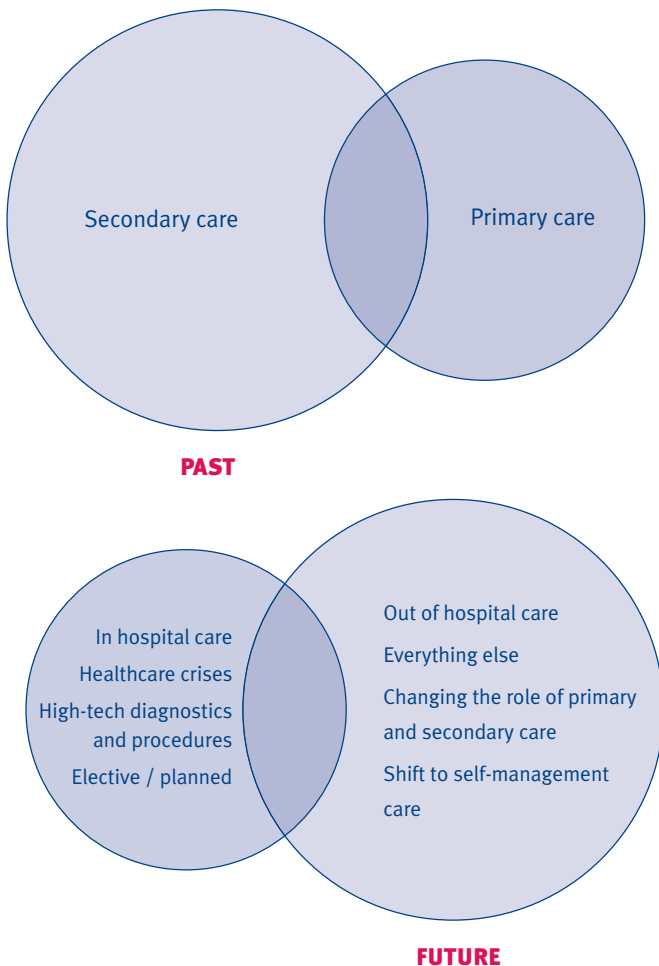 Secondary care
Primary care
PAST
In hospital care
Healthcare crises
High-tech diagnostics
and procedures
Elective / planned
Out of hospital care
Everything else
Changing the role of primary
and secondary care
Shift to self-management
care
FUTURE